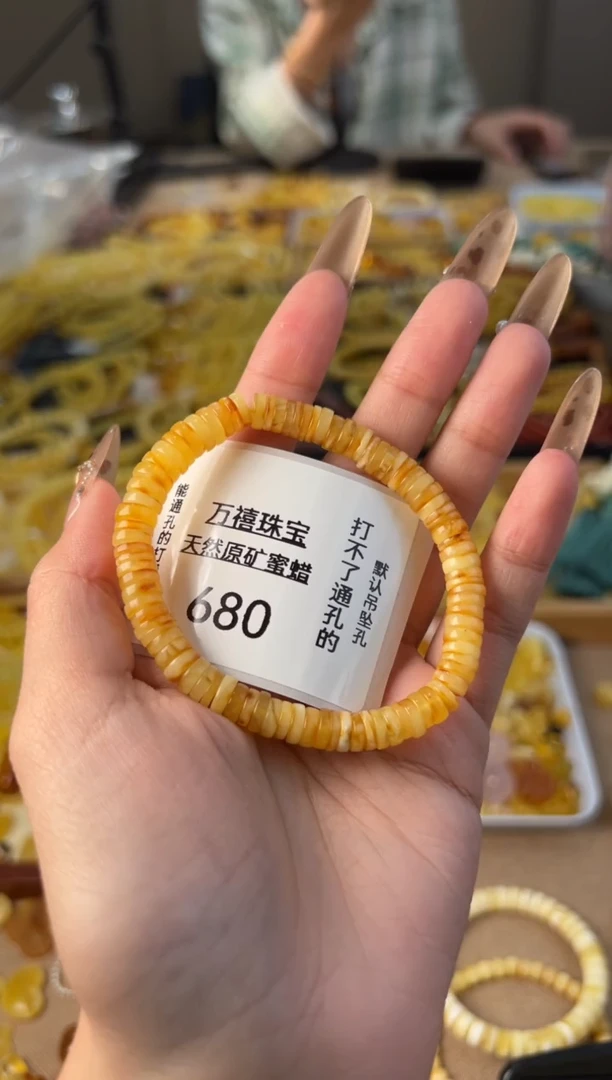 能通孔的打
万禧珠宝
天然原矿蜜蜡
680
打不了通孔的
默认吊坠孔